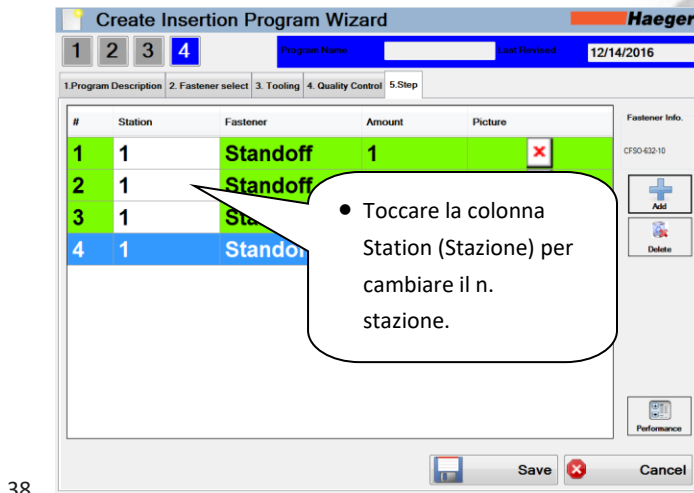 Create Insertion Program Wizard
Haeger
1 2 3 4 Program Name Last Revised 12/14/2016
1.Program Description 2. Fastener select 3. Tooling 4. Quality Control 5.Step
# Station Fastener Amount Picture
Fastener Info.
1 1 Standoff 1
CFSO-632-10
2 1 Standoff
Add
3 1 Sta
4 1 Standof
Delete
• Toccare la colonna
Station (Stazione) per
cambiare il n.
stazione.
Performance
Save Cancel
38